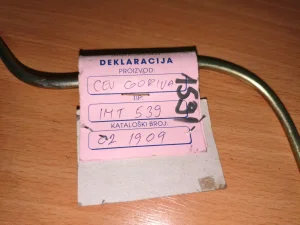 DEKLARACIJA
PROIZVOD:
CEV GORIVA
TIP:
IMT 539
KATALOŠKI BROJ:
02 1909
1591